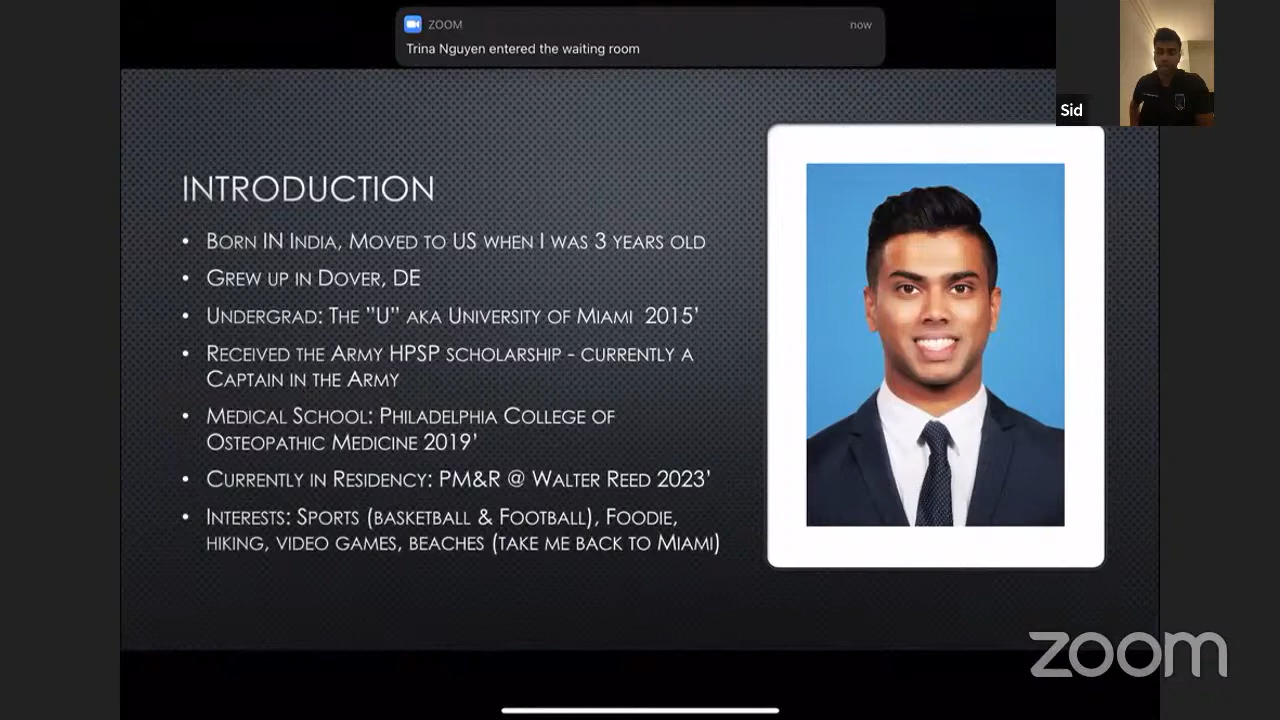 ZOOM
now
Trina Nguyen entered the waiting room
Sid
INTRODUCTION
• BORN IN INDIA, MOVED TO US WHEN I WAS 3 YEARS OLD
• GREW UP IN DOVER, DE
• UNDERGRAD: THE "U" AKA UNIVERSITY OF MIAMI 2015'
• RECEIVED THE ARMY HPSP SCHOLARSHIP - CURRENTLY A
CAPTAIN IN THE ARMY
• MEDICAL SCHOOL: PHILADELPHIA COLLEGE OF
OSTEOPATHIC MEDICINE 2019'
• CURRENTLY IN RESIDENCY: PM&R @ WALTER REED 2023'
• INTERESTS: SPORTS (BASKETBALL & FOOTBALL), FOODIE,
HIKING, VIDEO GAMES, BEACHES (TAKE ME BACK TO MIAMI)
zoom